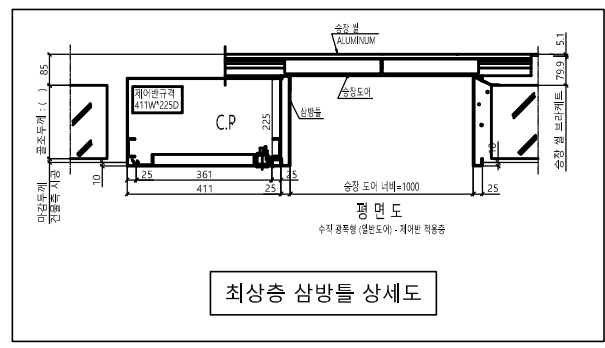 승장 씰
ALUMINUM
85
5.1
79.9
제어반규격
411W*225D
C.P
225
삼방틀
승장도어
골조두께 : (    )
승장 씰 브라케트
10
10
25
361
25
411
25
승장 도어 너비=1000
25
마감두께
건물측 시공
평 면 도
수직 광폭형 (일반도어) - 제어반 적용층
최상층 삼방틀 상세도